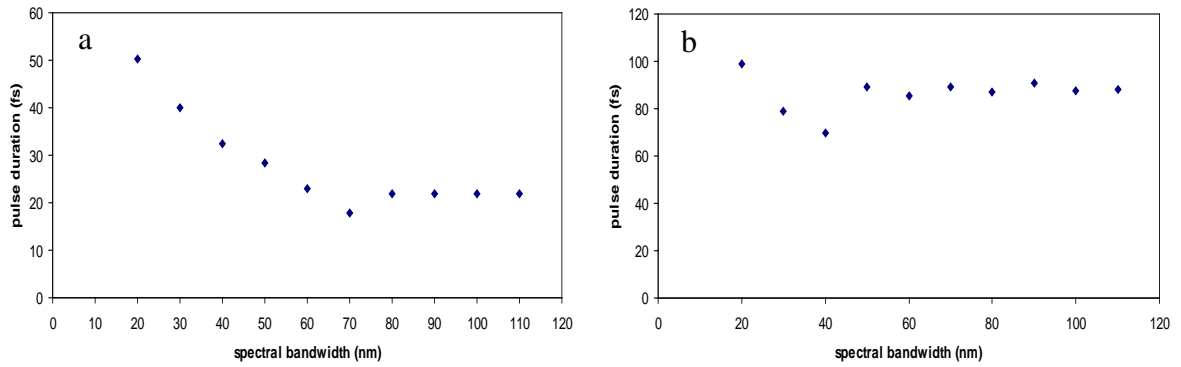 a
60
50
40
30
20
10
0
pulse duration (fs)
0 10 20 30 40 50 60 70 80 90 100 110 120
spectral bandwidth (nm)
b
120
100
80
60
40
20
0
pulse duration (fs)
0 20 40 60 80 100 120
spectral bandwidth (nm)